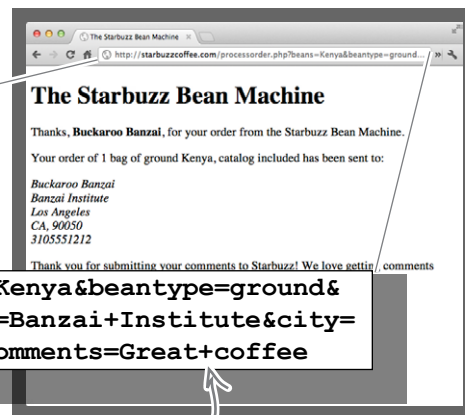 The Starbuzz Bean Machine
http://starbuzzcoffee.com/processorder.php?beans=Kenya&beantype=ground...
The Starbuzz Bean Machine
Thanks, Buckaroo Banzai, for your order from the Starbuzz Bean Machine.
Your order of 1 bag of ground Kenya, catalog included has been sent to:
Buckaroo Banzai
Banzai Institute
Los Angeles
CA, 90050
3105551212
Thank you for submitting your comments to Starbuzz! We love getting comments
Kenya&beantype=ground&
=Banzai+Institute&city=
omments=Great+coffee